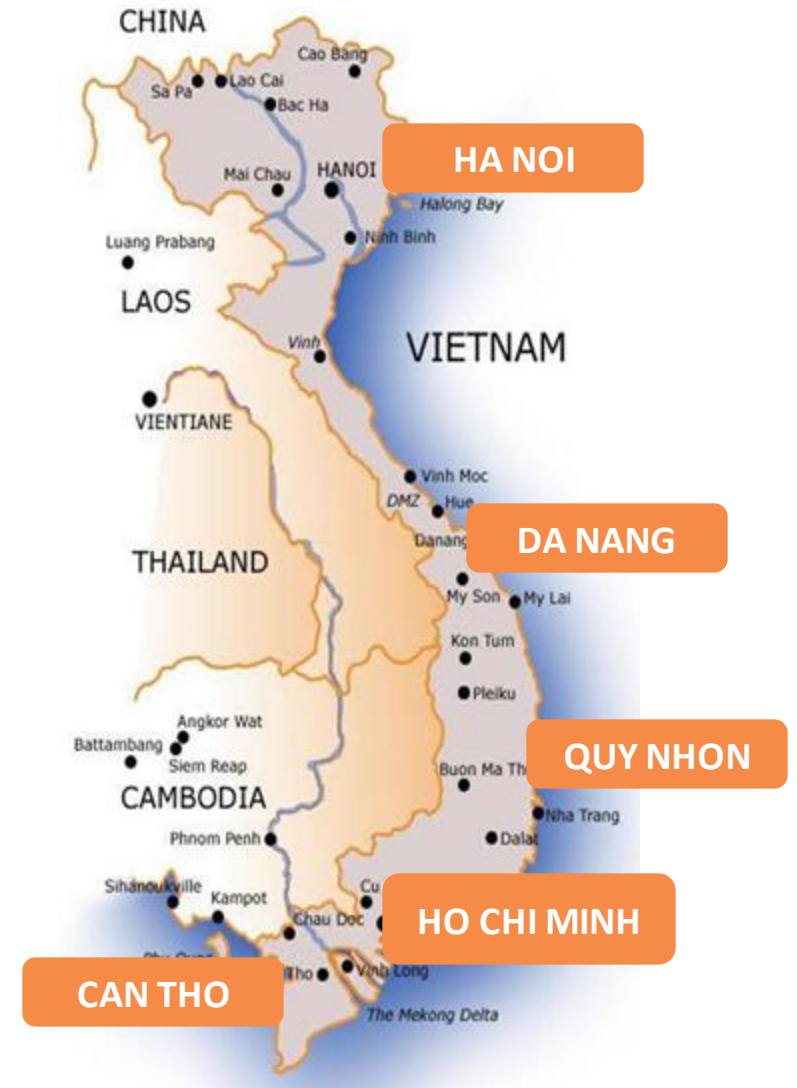 CHINA
Cao Bang
Sa Pa
Lao Cai
Bac Ha
HA NOI
Mai Chau
HANOI
Halong Bay
Ninh Binh
Luang Prabang
LAOS
Vinh
VIETNAM
VIENTIANE
Vinh Moc
DMZ
Hue
Danang
DA NANG
THAILAND
My Son
My Lai
Kon Tum
Pleiku
Angkor Wat
Battambang
Siem Reap
QUY NHON
Buon Ma Th
CAMBODIA
Nha Trang
Phnom Penh
Dalat
Sihanoukville
Kampot
Cu
Chau Doc
HO CHI MINH
Tho
Vinh Long
CAN THO
The Mekong Delta